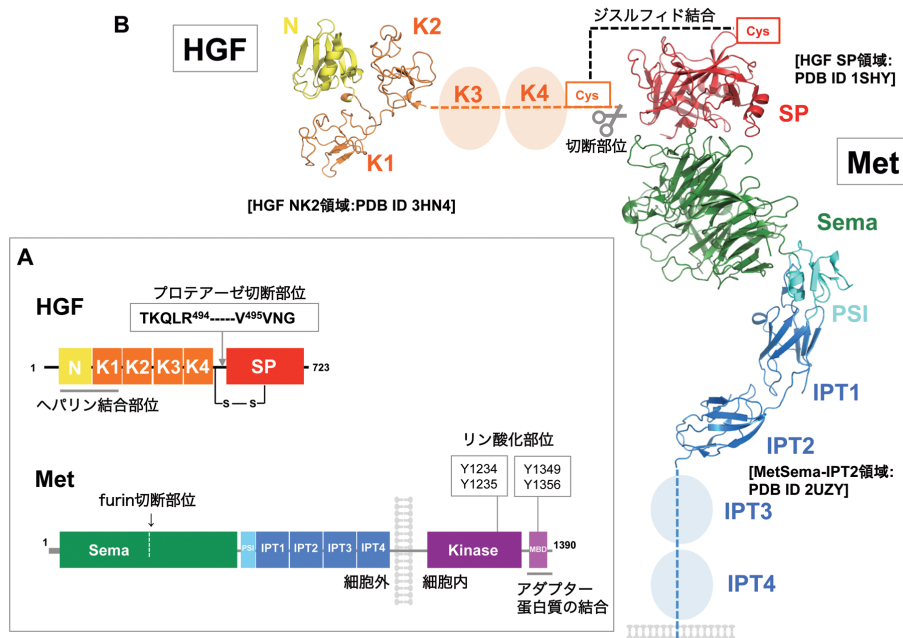 B
HGF
N
K2
K1
K3
K4
Cys
ジスルフィド結合
Cys
SP
切断部位
[HGF SP領域:
PDB ID 1SHY]
[HGF NK2領域:PDB ID 3HN4]
Met
Sema
PSI
IPT1
IPT2
[MetSema-IPT2領域:
PDB ID 2UZY]
IPT3
IPT4
A
HGF
プロテアーゼ切断部位
TKQLR494-----V495VNG
1
N
K1
K2
K3
K4
SP
723
S
S
ヘパリン結合部位
Met
furin切断部位
リン酸化部位
Y1234
Y1235
Y1349
Y1356
1
Sema
PSI
IPT1
IPT2
IPT3
IPT4
Kinase
MBD
1390
細胞外
細胞内
アダプター
蛋白質の結合